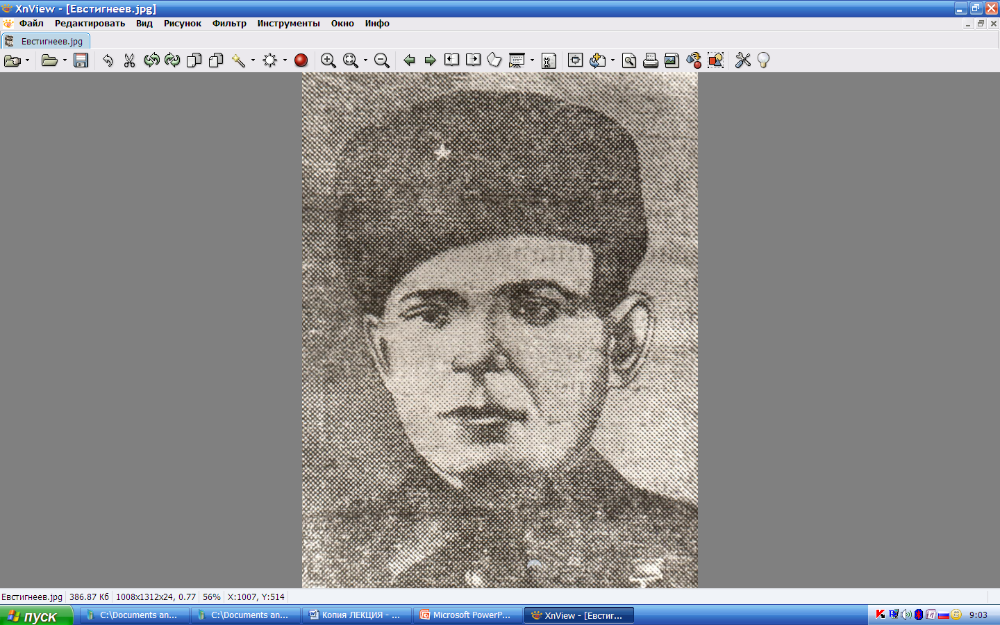 XnView - [Евстигнеев.jpg]
Файл Редактировать Вид Рисунок Фильтр Инструменты Окно Инфо
Евстигнеев.jpg
Евстигнеев.jpg 386.87 Кб 1008x1312x24, 0.77 56% X:1007, Y:514
пуск C:\Documents an... C:\Documents an... Копия ЛЕКЦИЯ - ... Microsoft PowerP... XnView - [Евстиг... 9:03